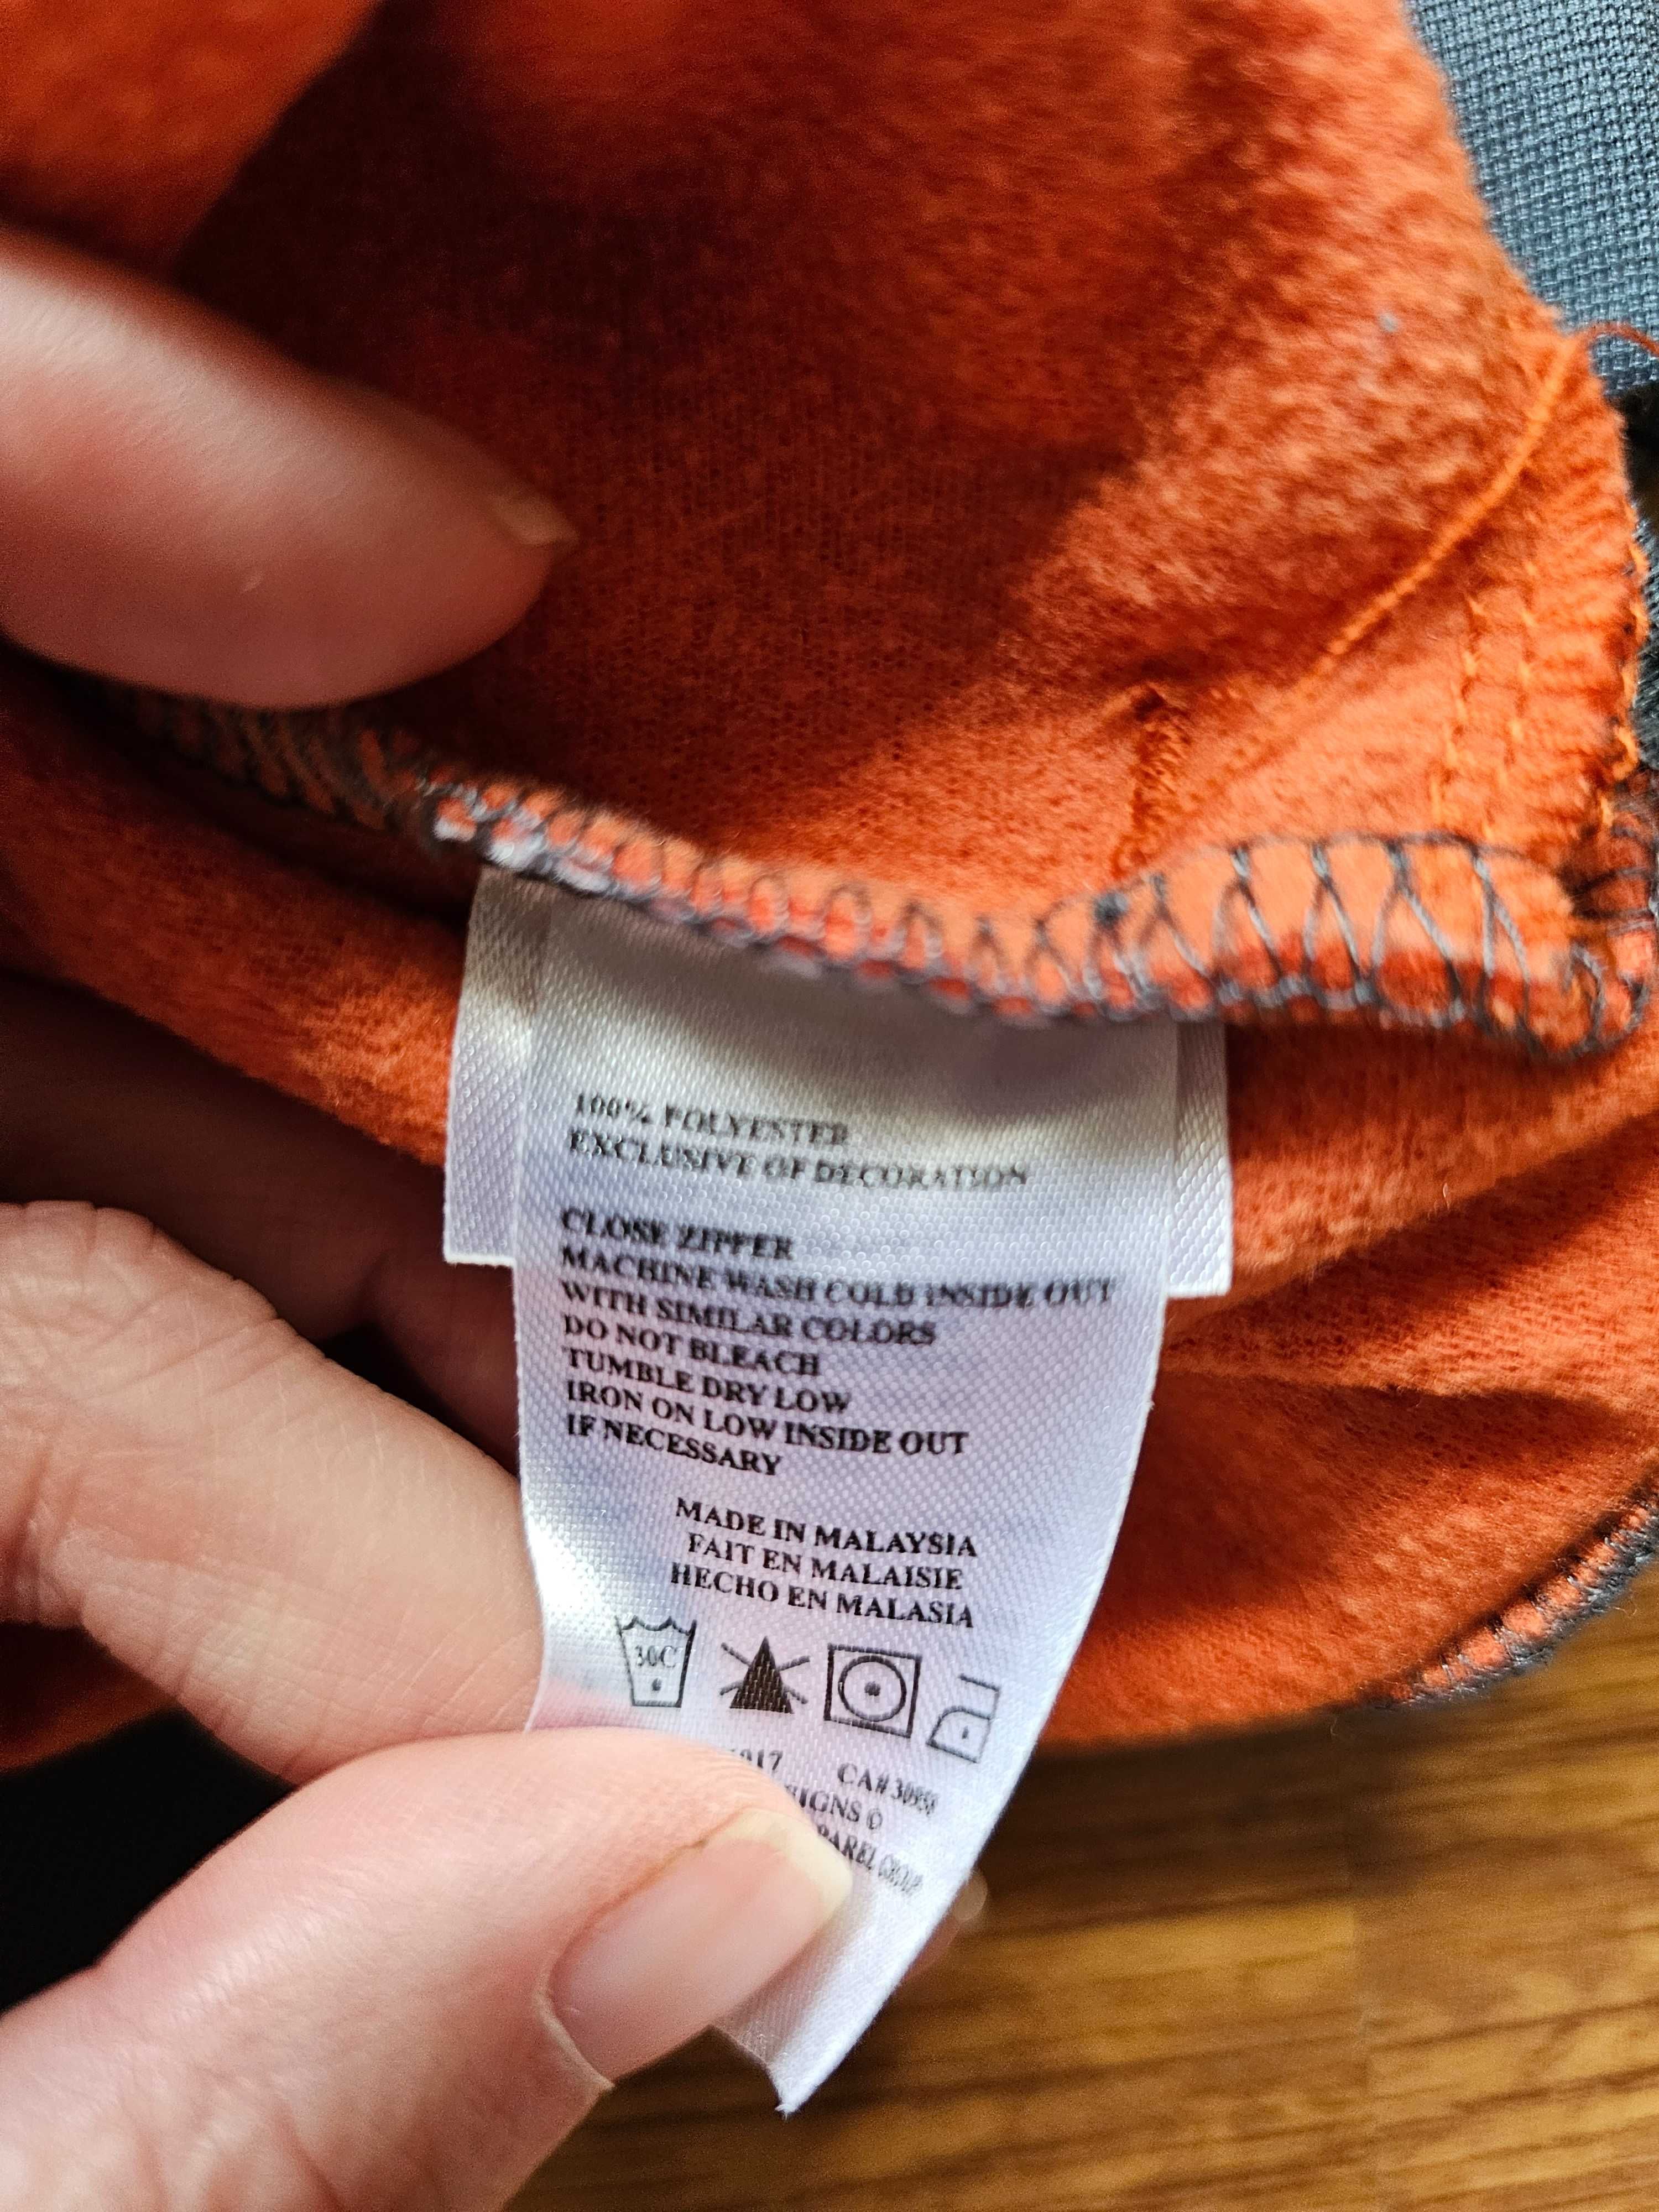 100% POLYESTER
EXCLUSIVE OF DECORATION
CLOSE ZIPPER
MACHINE WASH COLD INSIDE OUT
WITH SIMILAR COLORS
DO NOT BLEACH
TUMBLE DRY LOW
IRON ON LOW INSIDE OUT
IF NECESSARY
MADE IN MALAYSIA
FAIT EN MALAISIE
HECHO EN MALASIA
30C
CA# 30950
©